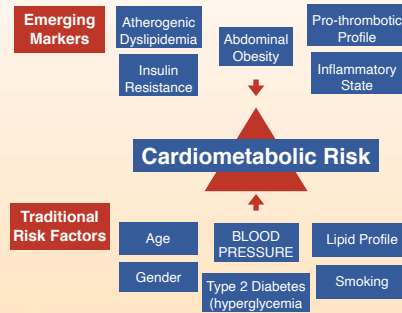 Emerging
Markers
Atherogenic
Dyslipidemia
Insulin
Resistance
Abdominal
Obesity
Pro-thrombotic
Profile
Inflammatory
State
Cardiometabolic Risk
Traditional
Risk Factors
Age
Gender
BLOOD
PRESSURE
Type 2 Diabetes
(hyperglycemia
Lipid Profile
Smoking